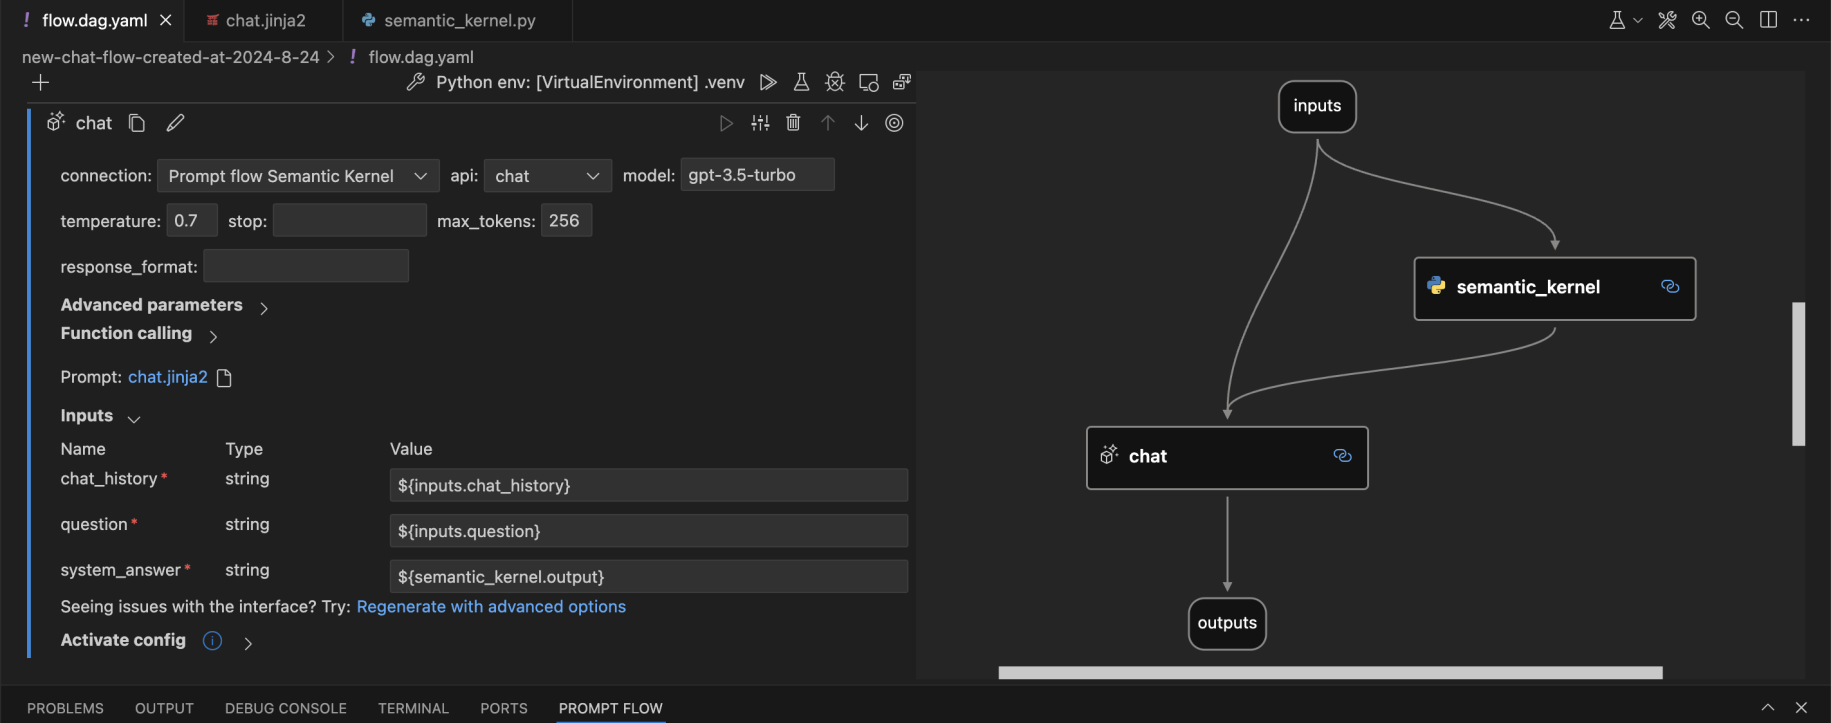 ! flow.dag.yaml chat.jinja2 semantic_kernel.py
new-chat-flow-created-at-2024-8-24 > ! flow.dag.yaml
Python env: [VirtualEnvironment] .venv
chat
connection: Prompt flow Semantic Kernel api: chat model: gpt-3.5-turbo
temperature: 0.7 stop: max_tokens: 256
response_format:
Advanced parameters
Function calling
Prompt: chat.jinja2
Inputs
Name Type Value
chat_history* string ${inputs.chat_history}
question* string ${inputs.question}
system_answer* string ${semantic_kernel.output}
Seeing issues with the interface? Try: Regenerate with advanced options
Activate config
inputs
semantic_kernel
chat
outputs
PROBLEMS OUTPUT DEBUG CONSOLE TERMINAL PORTS PROMPT FLOW